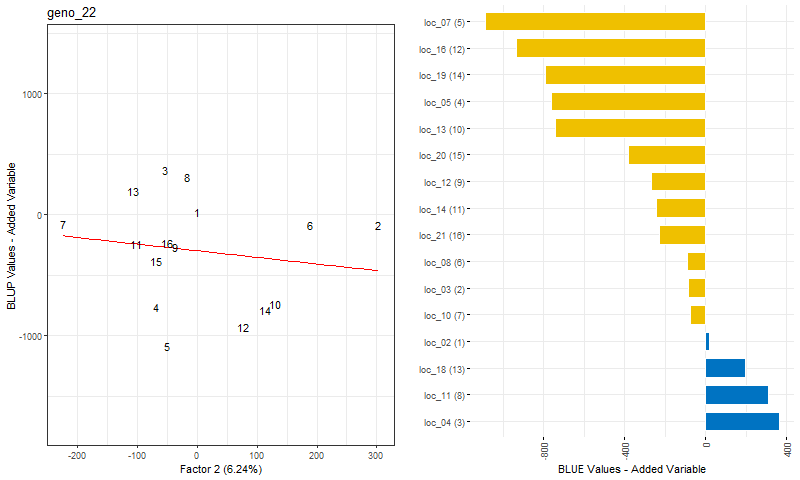 geno_22
BLUP Values - Added Variable
1000
0
-1000
3
8
13
1
7
6
2
11
16
9
15
4
10
14
12
5
-200
-100
0
100
200
300
Factor 2 (6.24%)
loc_07 (5)
loc_16 (12)
loc_19 (14)
loc_05 (4)
loc_13 (10)
loc_20 (15)
loc_12 (9)
loc_14 (11)
loc_21 (16)
loc_08 (6)
loc_03 (2)
loc_10 (7)
loc_02 (1)
loc_18 (13)
loc_11 (8)
loc_04 (3)
-800
-400
0
400
BLUE Values - Added Variable